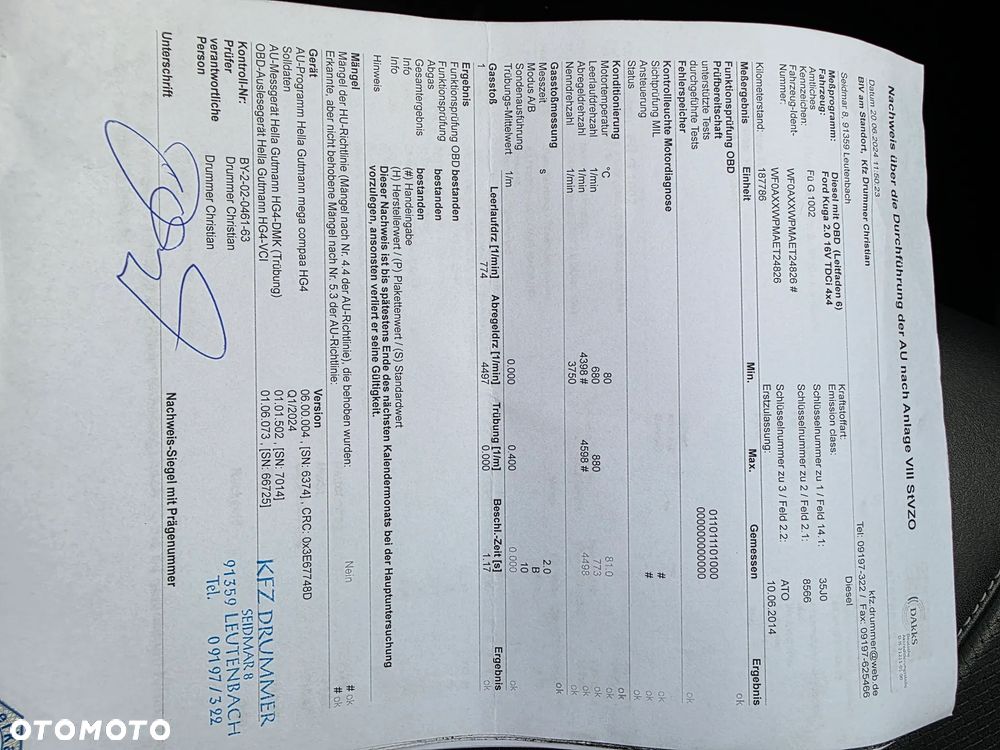 Nachweis über die Durchführung der AU nach Anlage VIII StVZO
DAkkS
Datum: 20.06.2024 11:50:23
BIV am Standort, Kfz Drummer Christian
Seidmar 8, 91359 Leutenbach
kfz.drummer@web.de
Tel: 09197-322 / Fax: 09197-625466
Meßprogramm: Diesel mit OBD (Leitfaden 6)
Fahrzeug: Ford Kuga 2.0 16V TDCi 4x4
Amtliches
Kennzeichen: Fü G 1002
Fahrzeug-Ident- WF0AXXWPMAET24826 #
Nummer: WF0AXXWPMAET24826
Kraftstoffart: Diesel
Emission class:
Schlüsselnummer zu 1 / Feld 14.1: 35J0
Schlüsselnummer zu 2 / Feld 2.1: 8566
Schlüsselnummer zu 3 / Feld 2.2: ATO
Erstzulassung: 10.06.2014
Kilometerstand: 187786
Meßergebnis Einheit Min. Max. Gemessen Ergebnis
Funktionsprüfung OBD ok
Prüfbereitschaft
unterstützte Tests 011011101000
durchgeführte Tests 000000000000
Fehlerspeicher ok
Kontrollleuchte Motordiagnose
Sichtprüfung MIL # ok
Ansteuerung # ok
Status ok
Konditionierung ok
Motortemperatur °C 80 81.0 ok
Leerlaufdrehzahl 1/min 680 880 773 ok
Abregeldrehzahl 1/min 4398 # 4598 # 4498 ok
Nenndrehzahl 1/min 3750
Gasstoßmessung ok
Messzeit s 2.0
Modus A/B B
Sondenausführung 10
Trübungs-Mittelwert 1/m 0.000 0.400 0.000 ok
Gasstoß Leerlaufdrz [1/min] Abregeldrz [1/min] Trübung [1/m] Beschl.-Zeit [s] Ergebnis
1 774 4497 0.000 1.17 ok
Ergebnis
Funktionsprüfung OBD bestanden
Funktionsprüfung bestanden
Abgas
Gesamtergebnis bestanden
Info (#) Handeingabe
Info (H) Herstellerwert / (P) Plakettenwert / (S) Standardwert
Hinweis Dieser Nachweis ist bis spätestens Ende des nächsten Kalendermonats bei der Hauptuntersuchung
vorzulegen, ansonsten verliert er seine Gültigkeit.
Mängel
Mängel der HU-Richtlinie (Mängel nach Nr. 4.4 der AU-Richtlinie), die behoben wurden: Nein # ok
Erkannte, aber nicht behobene Mängel nach Nr. 5.3 der AU-Richtlinie: # ok
Gerät Version
AU-Programm Hella Gutmann mega compaa HG4 06.00.004 , [SN: 6374] , CRC: 0x3E67748D
Solldaten Q1/2024
AU-Messgerät Hella Gutmann HG4-DMK (Trübung) 01.01.502 , [SN: 7014]
OBD-Auslesegerät Hella Gutmann HG4-VCI 01.06.073 , [SN: 66725]
Kontroll-Nr: BY-2-02-0461-63
Prüfer Drummer Christian
verantwortliche Drummer Christian
Person
KFZ DRUMMER
SEIDMAR 8
91359 LEUTENBACH
Tel. 09197/322
Unterschrift Nachweis-Siegel mit Prägenummer
OTOMOTO